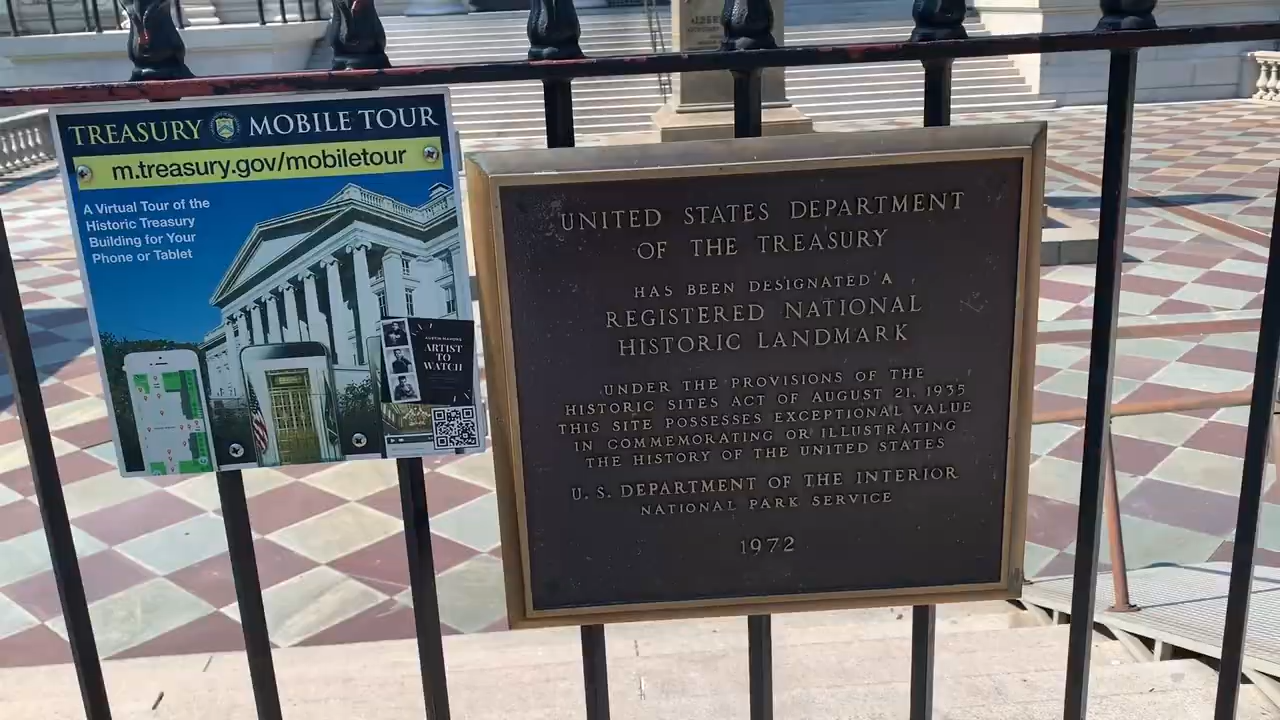 TREASURY MOBILE TOUR
m.treasury.gov/mobiletour
A Virtual Tour of the
Historic Treasury
Building for Your
Phone or Tablet
ARTIST
TO
WATCH
UNITED STATES DEPARTMENT
OF THE TREASURY
HAS BEEN DESIGNATED A
REGISTERED NATIONAL
HISTORIC LANDMARK
UNDER THE PROVISIONS OF THE
HISTORIC SITES ACT OF AUGUST 21, 1935
THIS SITE POSSESSES EXCEPTIONAL VALUE
IN COMMEMORATING OR ILLUSTRATING
THE HISTORY OF THE UNITED STATES
U. S. DEPARTMENT OF THE INTERIOR
NATIONAL PARK SERVICE
1972